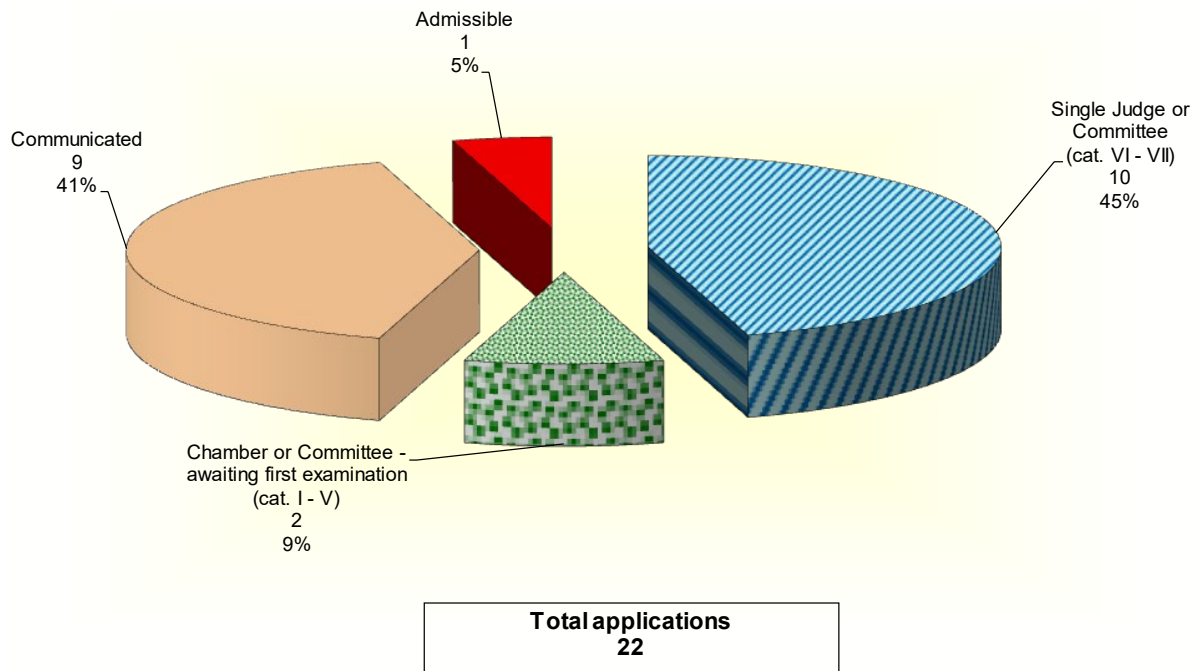 Admissible
1
5%
Communicated
9
41%
Single Judge or
Committee
(cat. VI - VII)
10
45%
Chamber or Committee -
awaiting first examination
(cat. I - V)
2
9%
Total applications
22